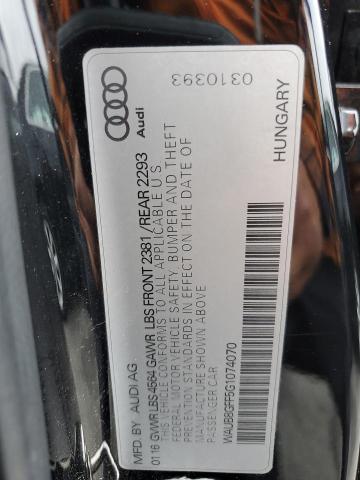 Audi
0310393
HUNGARY
MFD. BY AUDI AG
01 16 GVWR LBS 4584 GAWR LBS FRONT 2381 / REAR 2293
THIS VEHICLE CONFORMS TO ALL APPLICABLE U S
FEDERAL MOTOR VEHICLE SAFETY, BUMPER AND THEFT
PREVENTION STANDARDS IN EFFECT ON THE DATE OF
MANUFACTURE SHOWN ABOVE
PASSENGER CAR
WAUB8GFF5G1074070